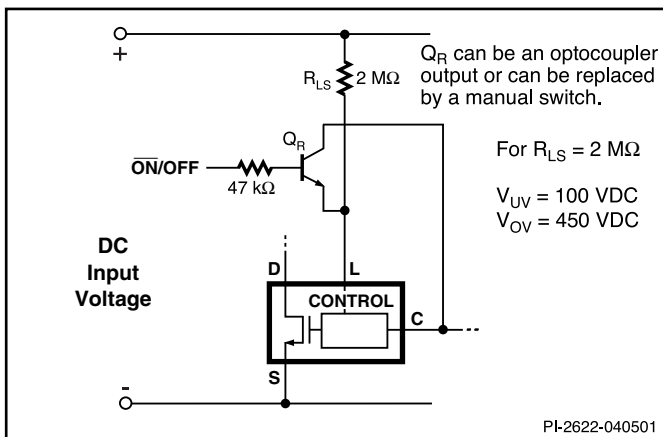 +
R_LS 2 MΩ
Q_R can be an optocoupler
output or can be replaced
by a manual switch.
Q_R
For R_LS = 2 MΩ
ON/OFF
47 kΩ
V_UV = 100 VDC
V_OV = 450 VDC
DC
Input
Voltage
D
L
CONTROL
C
S
-
PI-2622-040501